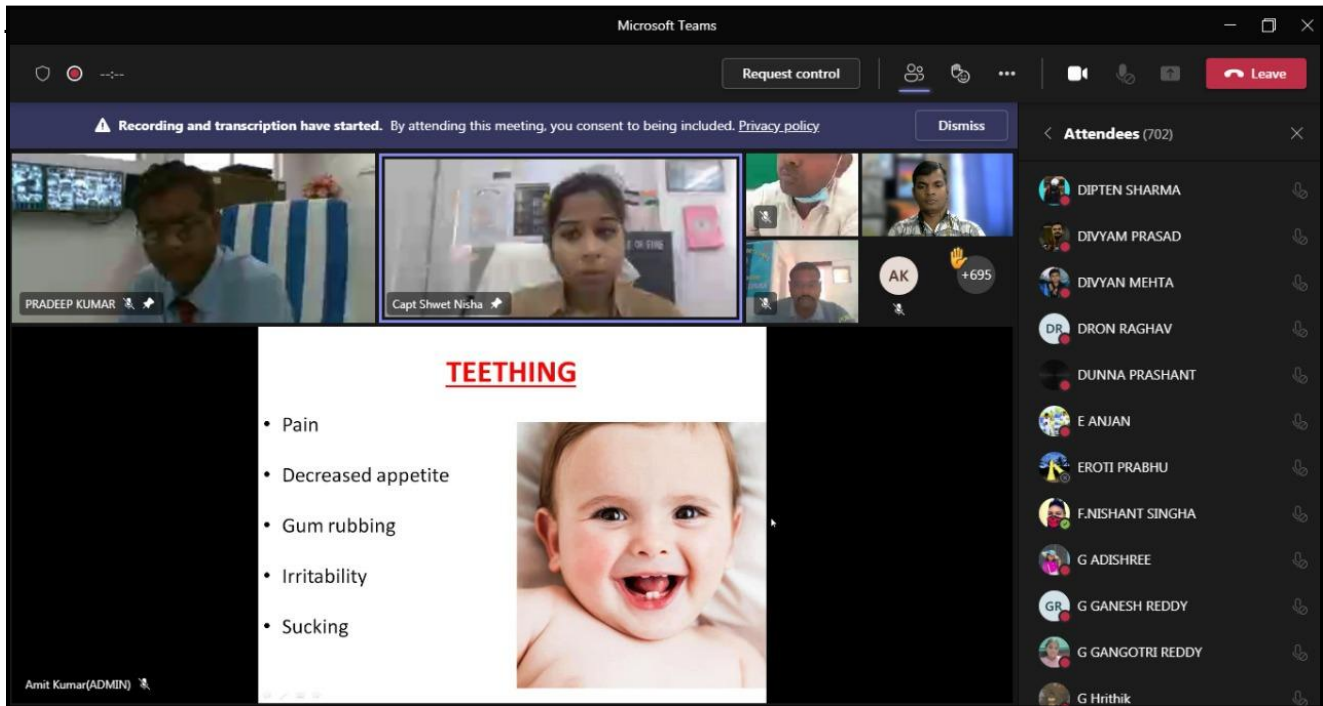 Microsoft Teams
--:--
Request control
Leave
Recording and transcription have started. By attending this meeting, you consent to being included. Privacy policy
Dismiss
Attendees (702)
PRADEEP KUMAR
Capt Shwet Nisha
AK
+695
TEETHING
• Pain
• Decreased appetite
• Gum rubbing
• Irritability
• Sucking
Amit Kumar(ADMIN)
DIPTEN SHARMA
DIVYAM PRASAD
DIVYAN MEHTA
DR DRON RAGHAV
DUNNA PRASHANT
E ANJAN
EROTI PRABHU
F.NISHANT SINGHA
G ADISHREE
GR G GANESH REDDY
G GANGOTRI REDDY
G Hrithik